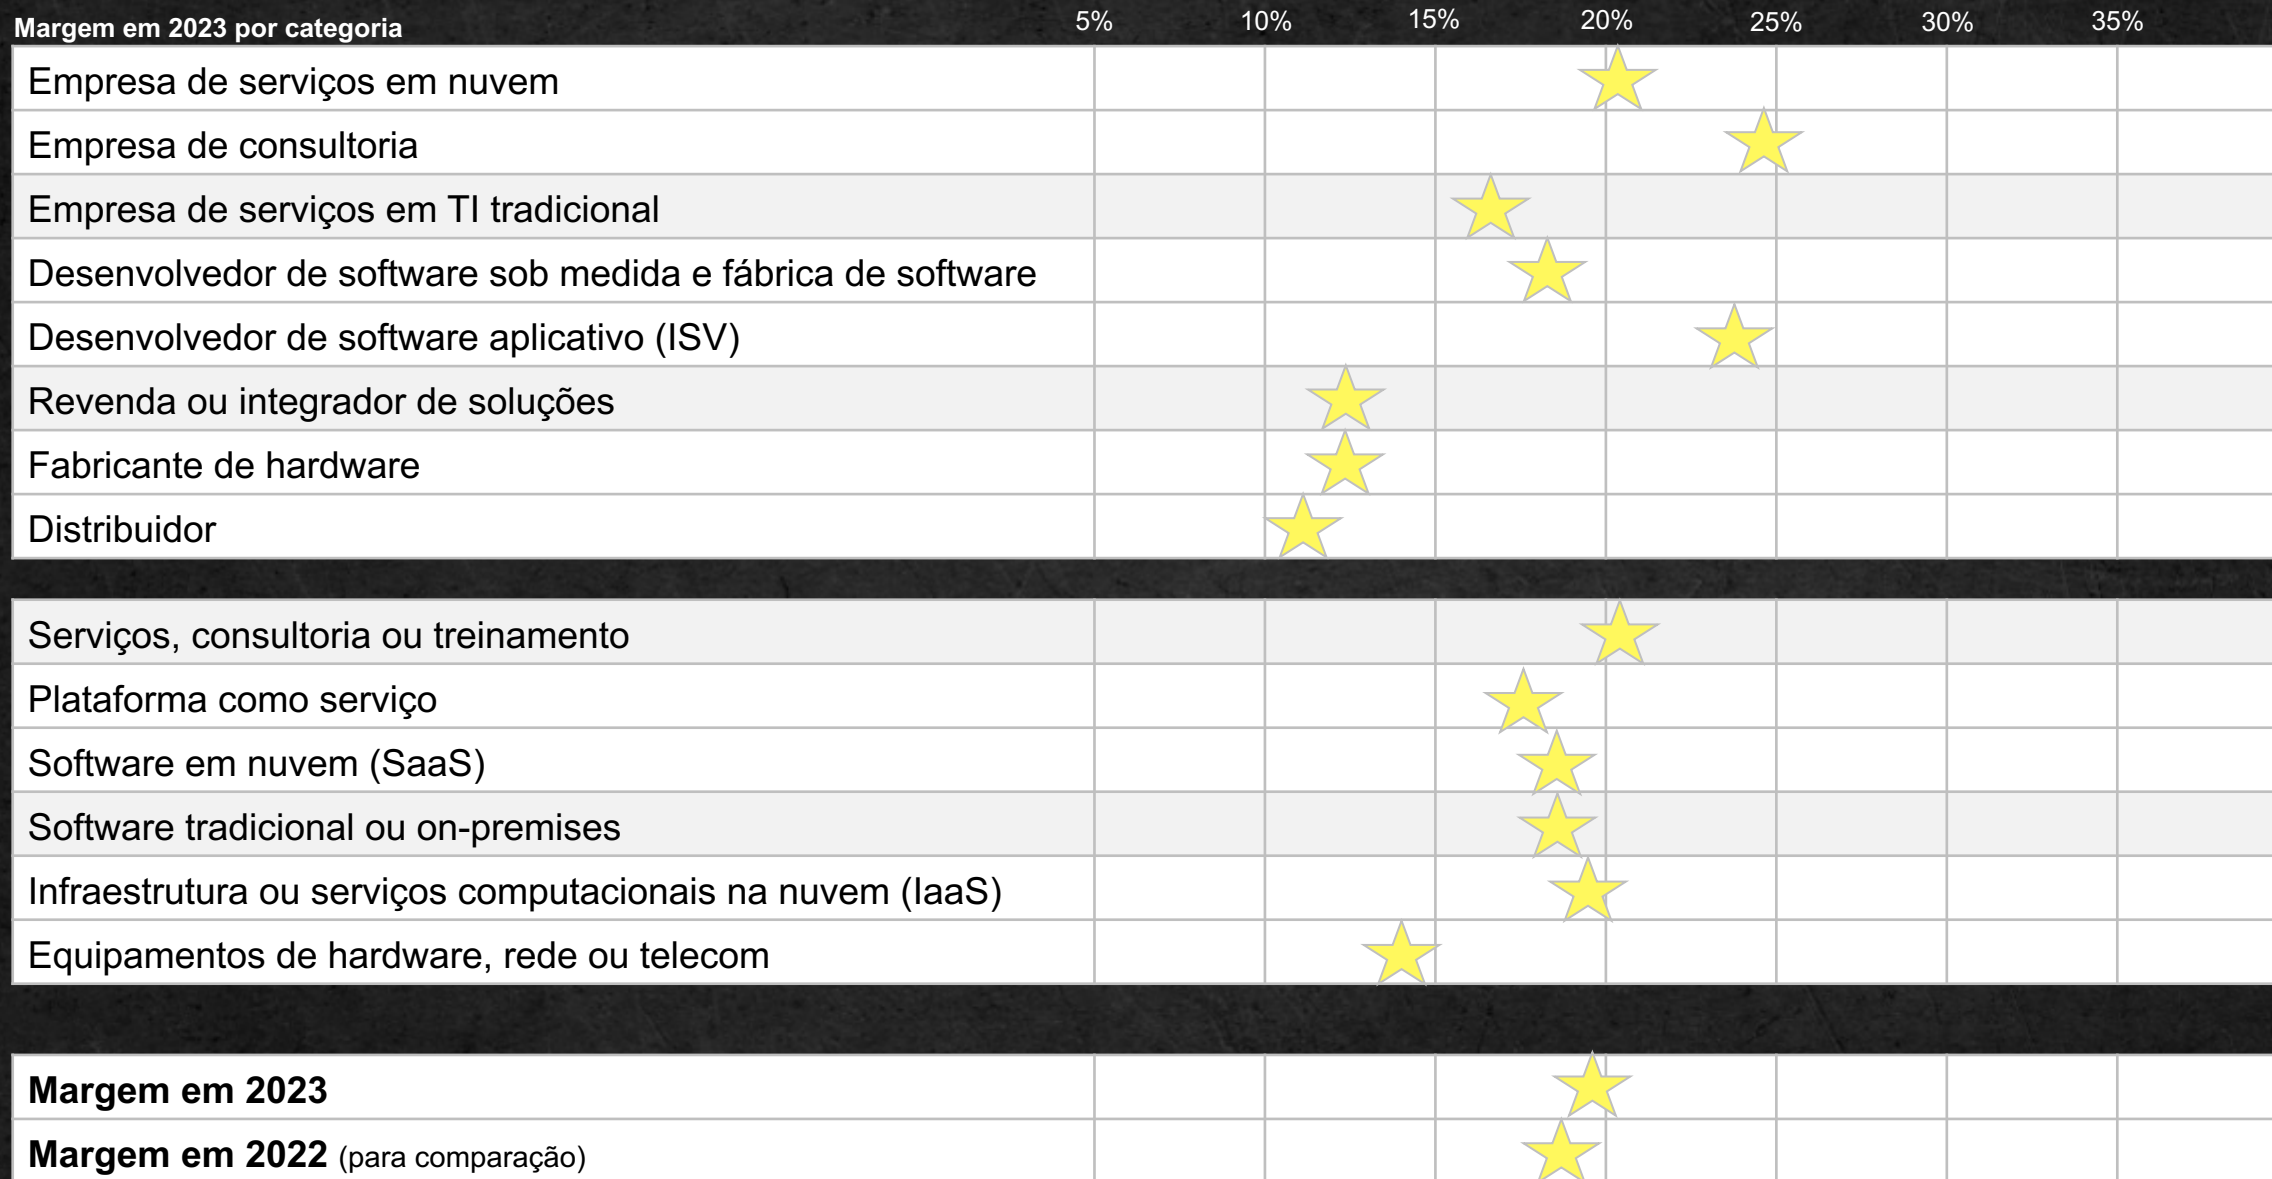 Margem em 2023 por categoria 5% 10% 15% 20% 25% 30% 35%
Empresa de serviços em nuvem
Empresa de consultoria
Empresa de serviços em TI tradicional
Desenvolvedor de software sob medida e fábrica de software
Desenvolvedor de software aplicativo (ISV)
Revenda ou integrador de soluções
Fabricante de hardware
Distribuidor
Serviços, consultoria ou treinamento
Plataforma como serviço
Software em nuvem (SaaS)
Software tradicional ou on-premises
Infraestrutura ou serviços computacionais na nuvem (IaaS)
Equipamentos de hardware, rede ou telecom
Margem em 2023
Margem em 2022 (para comparação)